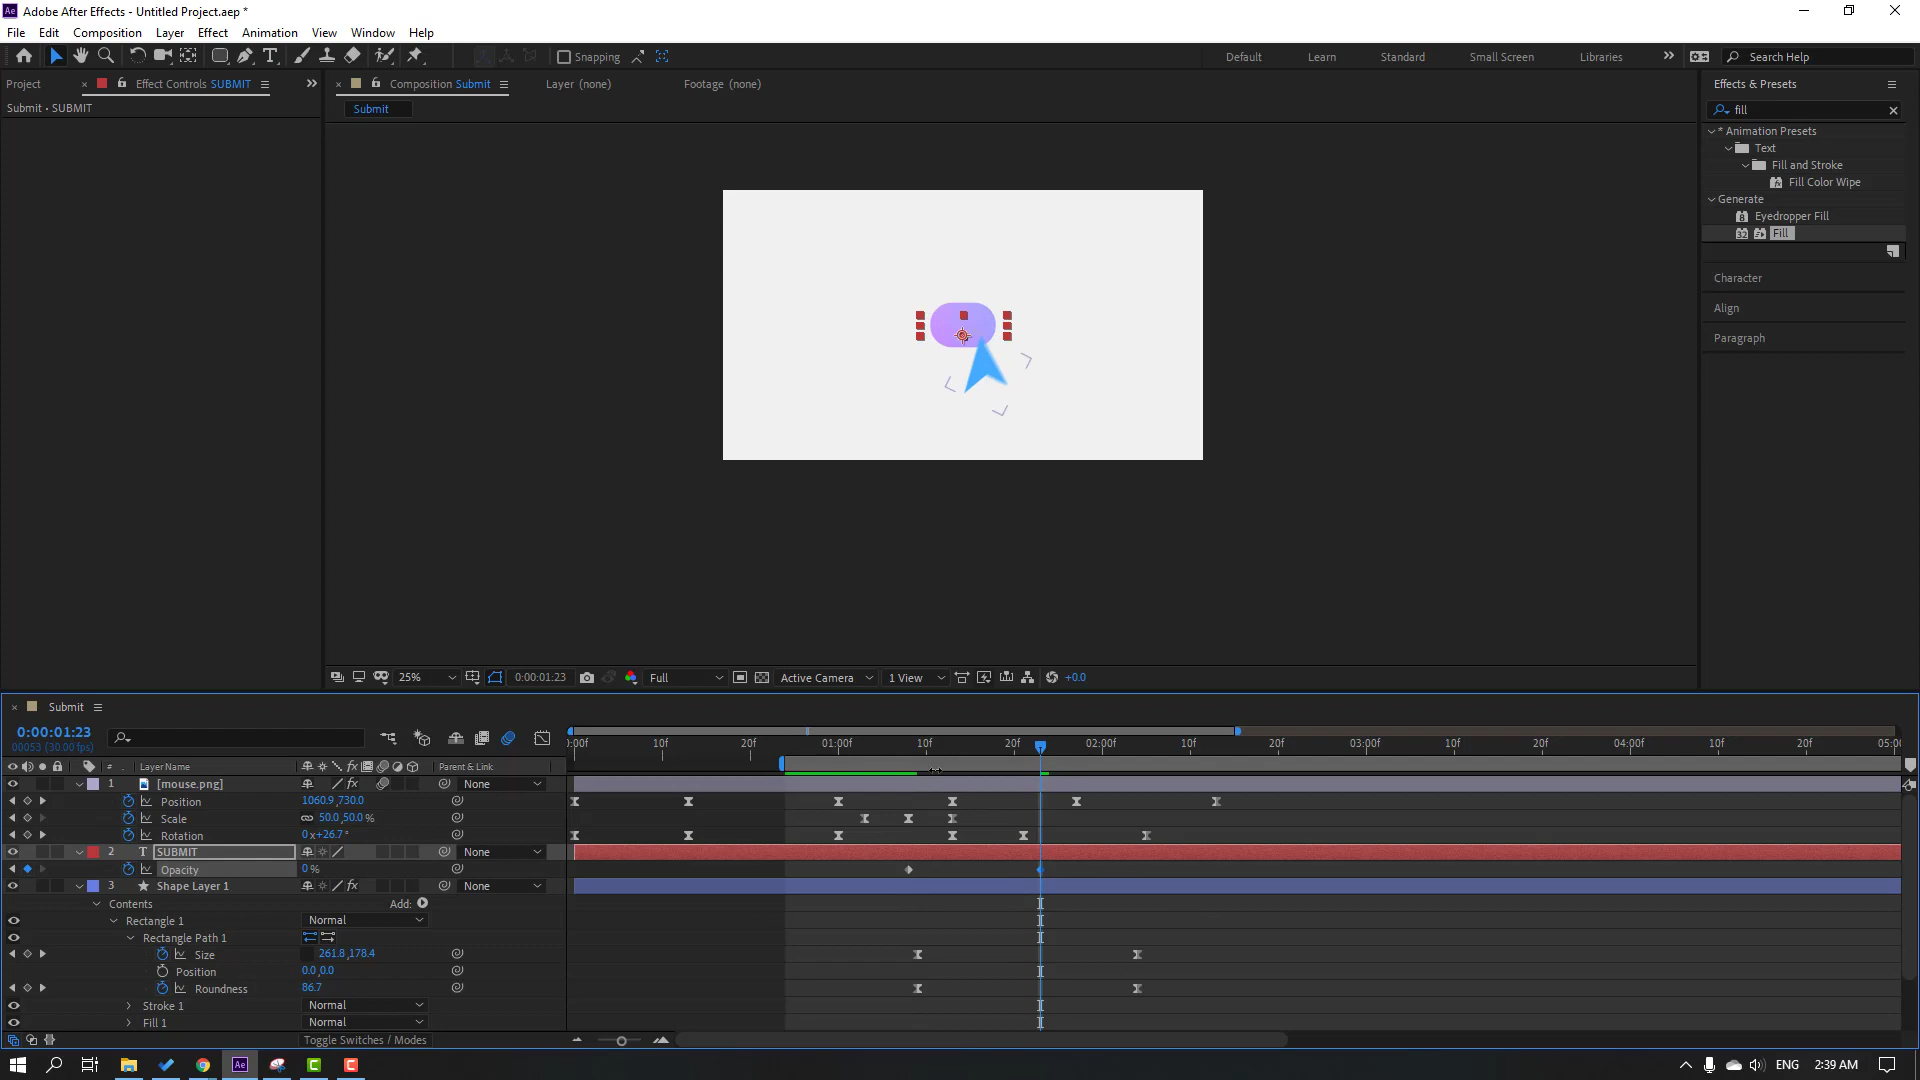 Adobe After Effects - Untitled Project.aep *
File Edit Composition Layer Effect Animation View Window Help
Snapping
Default Learn Standard Small Screen Libraries Search Help
Project Effect Controls SUBMIT
Submit • SUBMIT
Composition Submit Layer (none) Footage (none)
Submit
Effects & Presets
fill
* Animation Presets
Text
Fill and Stroke
Fill Color Wipe
Generate
Eyedropper Fill
Fill
Character
Align
Paragraph
25% 0:00:01:23 Full Active Camera 1 View +0.0
Submit
0:00:01:23
00053 (30.00 fps)
:00f 10f 20f 01:00f 10f 20f 02:00f 10f 20f 03:00f 10f 20f 04:00f 10f 20f 05:00
# Layer Name Parent & Link
1 [mouse.png] None
Position 1060.9,730.0
Scale 50.0,50.0%
Rotation 0x+26.7°
2 T SUBMIT None
Opacity 0%
3 Shape Layer 1 None
Contents Add:
Rectangle 1 Normal
Rectangle Path 1
Size 261.8,178.4
Position 0.0,0.0
Roundness 86.7
Stroke 1 Normal
Fill 1 Normal
Toggle Switches / Modes
ENG 2:39 AM